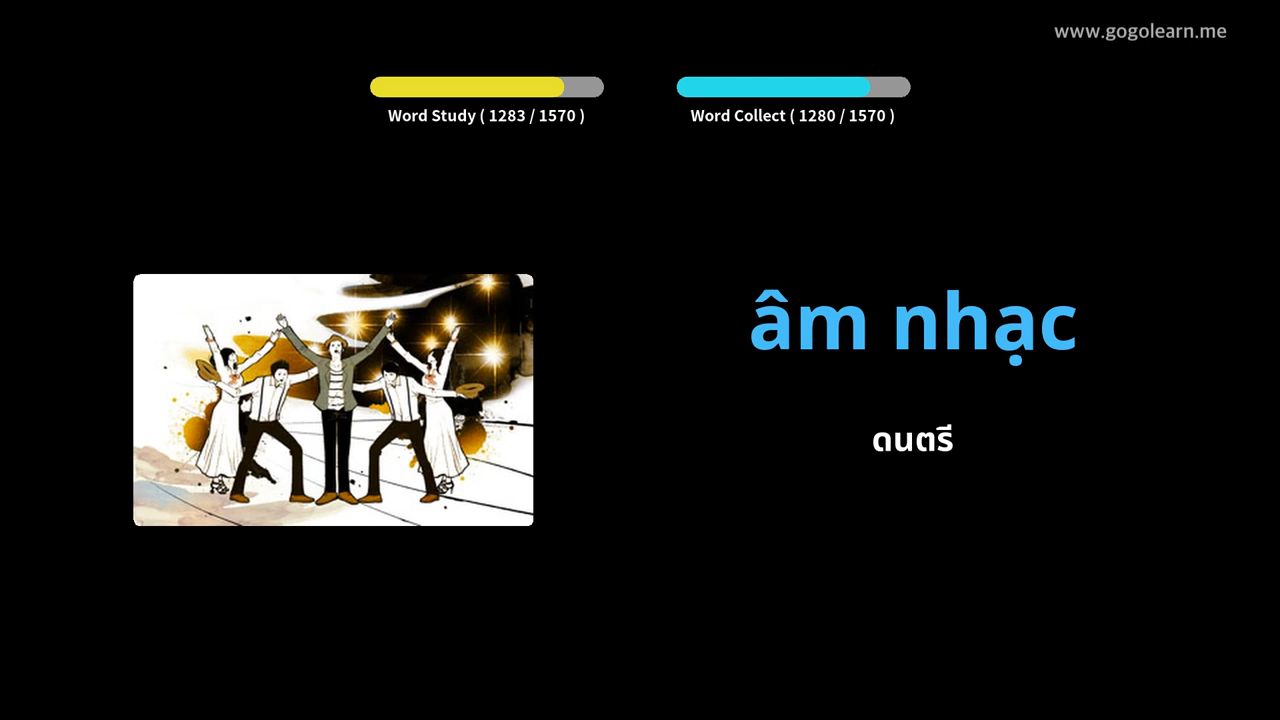 www.gogolearn.me
Word Study ( 1283 / 1570 )
Word Collect ( 1280 / 1570 )
âm nhạc
ดนตรี